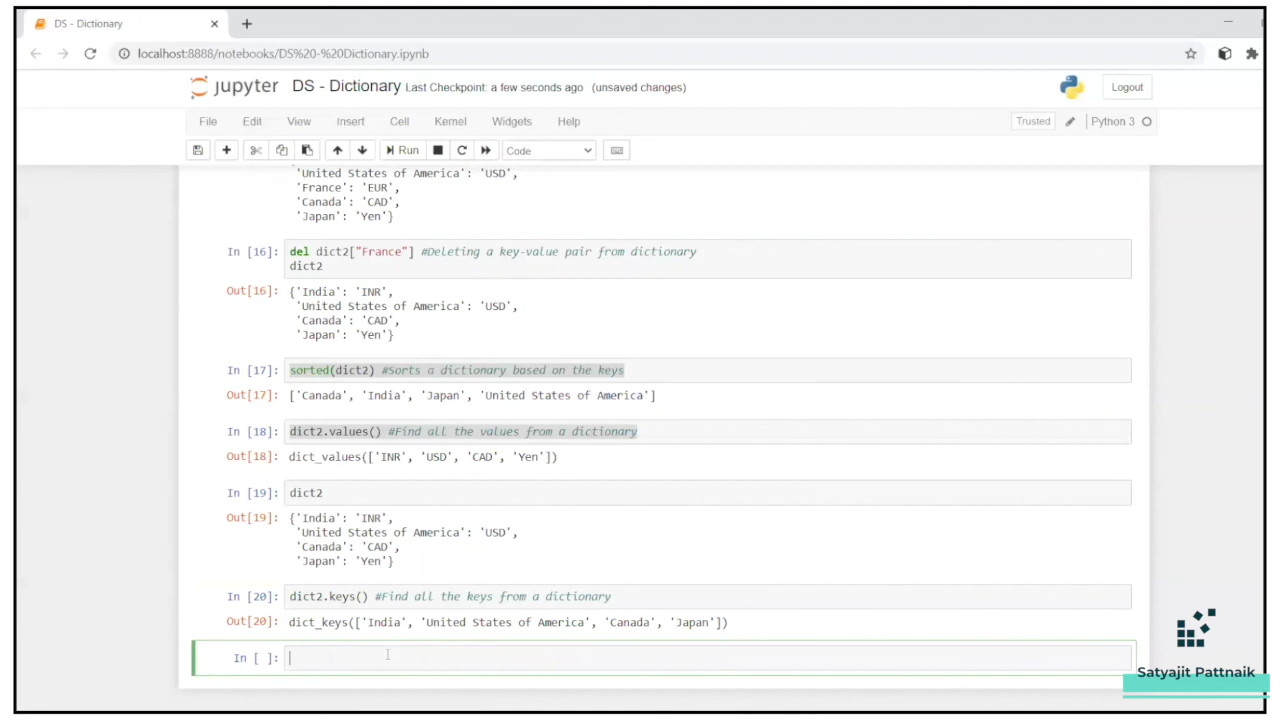 DS - Dictionary
localhost:8888/notebooks/DS%20-%20Dictionary.ipynb
jupyter DS - Dictionary Last Checkpoint: a few seconds ago (unsaved changes)
Logout
File Edit View Insert Cell Kernel Widgets Help
Trusted Python 3
Run Code
'United States of America': 'USD',
'France': 'EUR',
'Canada': 'CAD',
'Japan': 'Yen'}
In [16]: del dict2["France"] #Deleting a key-value pair from dictionary
dict2
Out[16]: {'India': 'INR',
'United States of America': 'USD',
'Canada': 'CAD',
'Japan': 'Yen'}
In [17]: sorted(dict2) #Sorts a dictionary based on the keys
Out[17]: ['Canada', 'India', 'Japan', 'United States of America']
In [18]: dict2.values() #Find all the values from a dictionary
Out[18]: dict_values(['INR', 'USD', 'CAD', 'Yen'])
In [19]: dict2
Out[19]: {'India': 'INR',
'United States of America': 'USD',
'Canada': 'CAD',
'Japan': 'Yen'}
In [20]: dict2.keys() #Find all the keys from a dictionary
Out[20]: dict_keys(['India', 'United States of America', 'Canada', 'Japan'])
In [ ]:
Satyajit Pattnaik